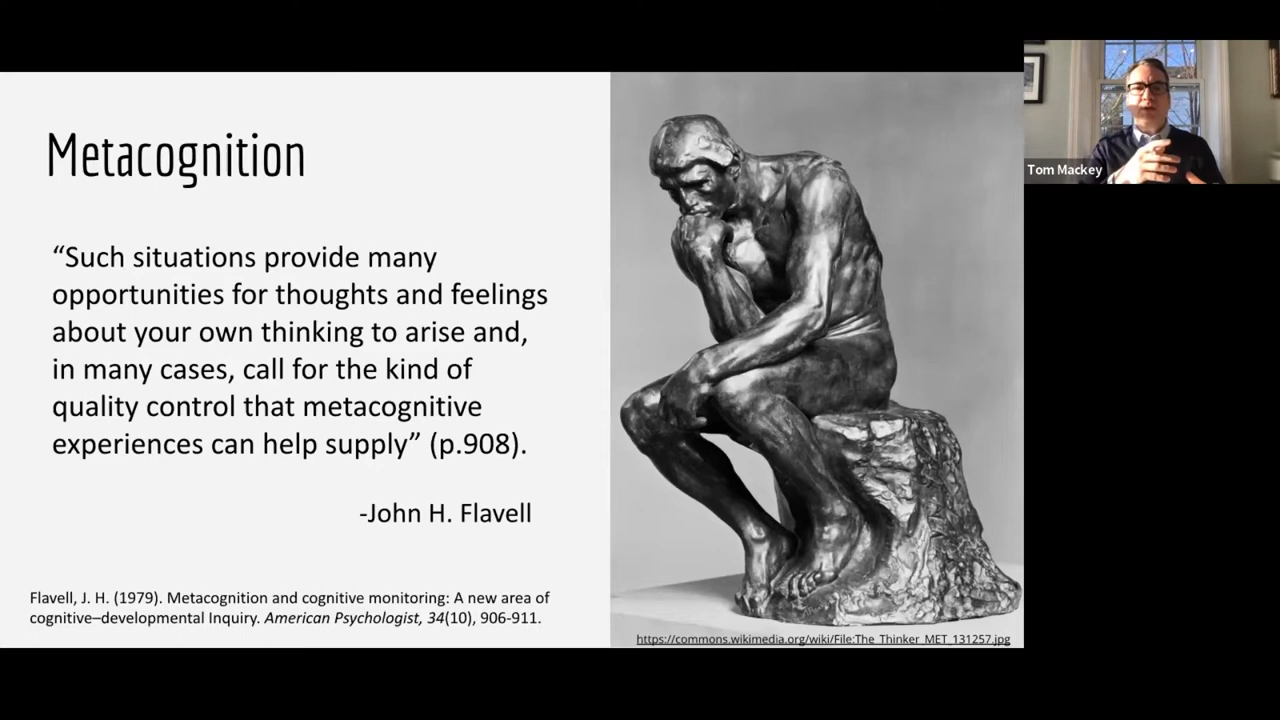 Metacognition
“Such situations provide many
opportunities for thoughts and feelings
about your own thinking to arise and,
in many cases, call for the kind of
quality control that metacognitive
experiences can help supply” (p.908).
-John H. Flavell
Flavell, J. H. (1979). Metacognition and cognitive monitoring: A new area of
cognitive–developmental Inquiry. American Psychologist, 34(10), 906-911.
https://commons.wikimedia.org/wiki/File:The_Thinker_MET_131257.jpg
Tom Mackey